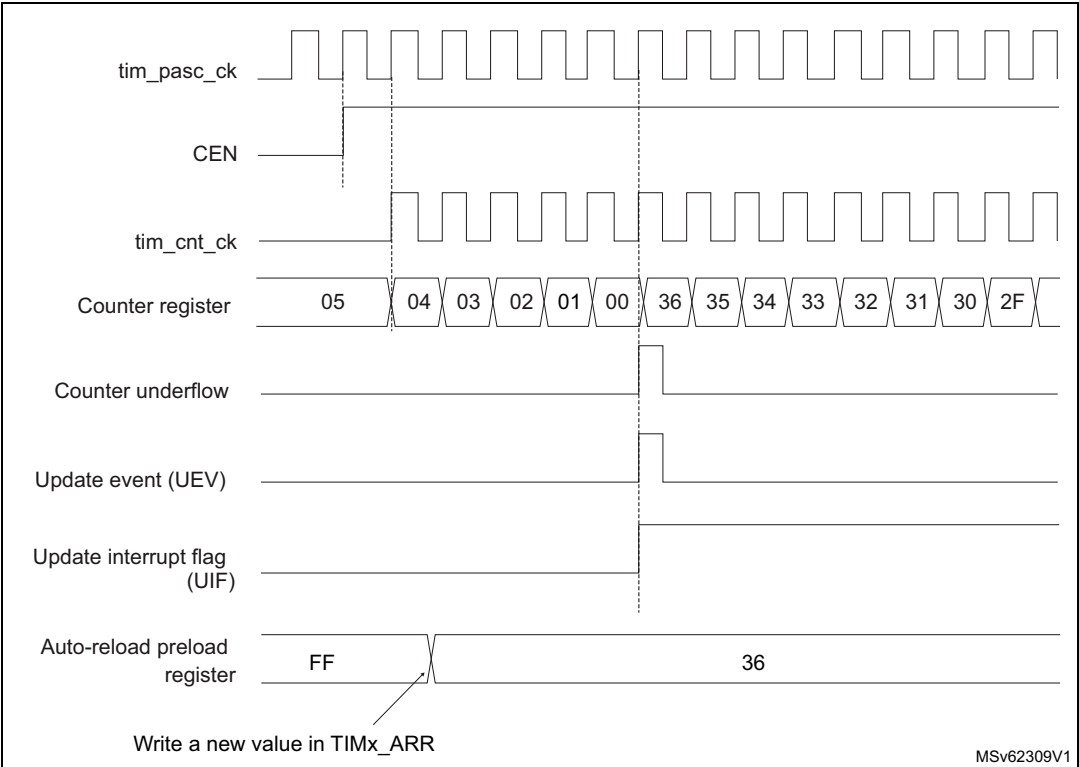 tim_pasc_ck
CEN
tim_cnt_ck
Counter register 05 04 03 02 01 00 36 35 34 33 32 31 30 2F
Counter underflow
Update event (UEV)
Update interrupt flag
(UIF)
Auto-reload preload
register
FF 36
Write a new value in TIMx_ARR
MSv62309V1